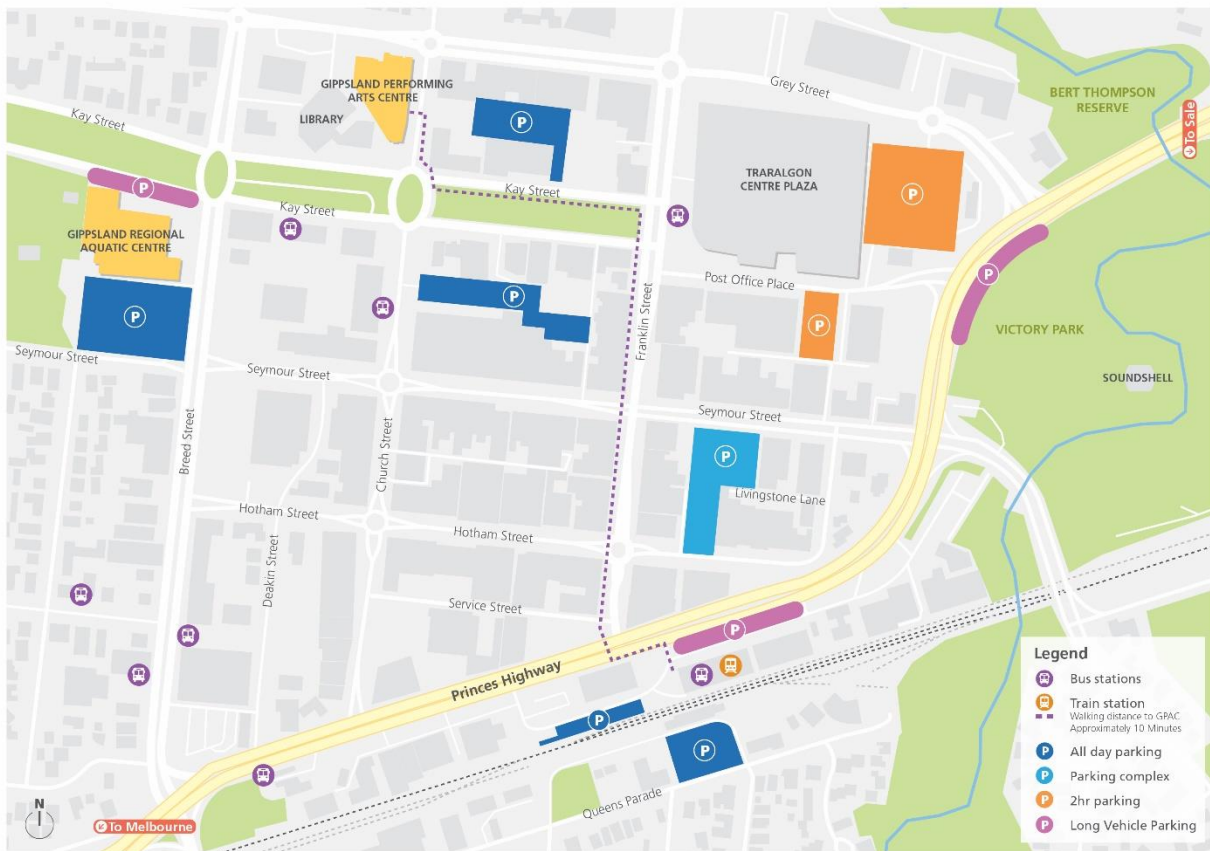 GIPPSLAND PERFORMING
ARTS CENTRE
LIBRARY
P
Grey Street
BERT THOMPSON
RESERVE
To Sale
Kay Street
P
TRARALGON
CENTRE PLAZA
P
Kay Street
Kay Street
GIPPSLAND REGIONAL
AQUATIC CENTRE
P
P
Post Office Place
P
P
Franklin Street
VICTORY PARK
SOUNDSHELL
Seymour Street
Seymour Street
Seymour Street
Breed Street
Church Street
P
Livingstone Lane
Hotham Street
Hotham Street
Deakin Street
Service Street
P
Princes Highway
P
P
Queens Parade
N
To Melbourne
Legend
Bus stations
Train station
Walking distance to GPAC
Approximately 10 Minutes
P All day parking
P Parking complex
P 2hr parking
P Long Vehicle Parking